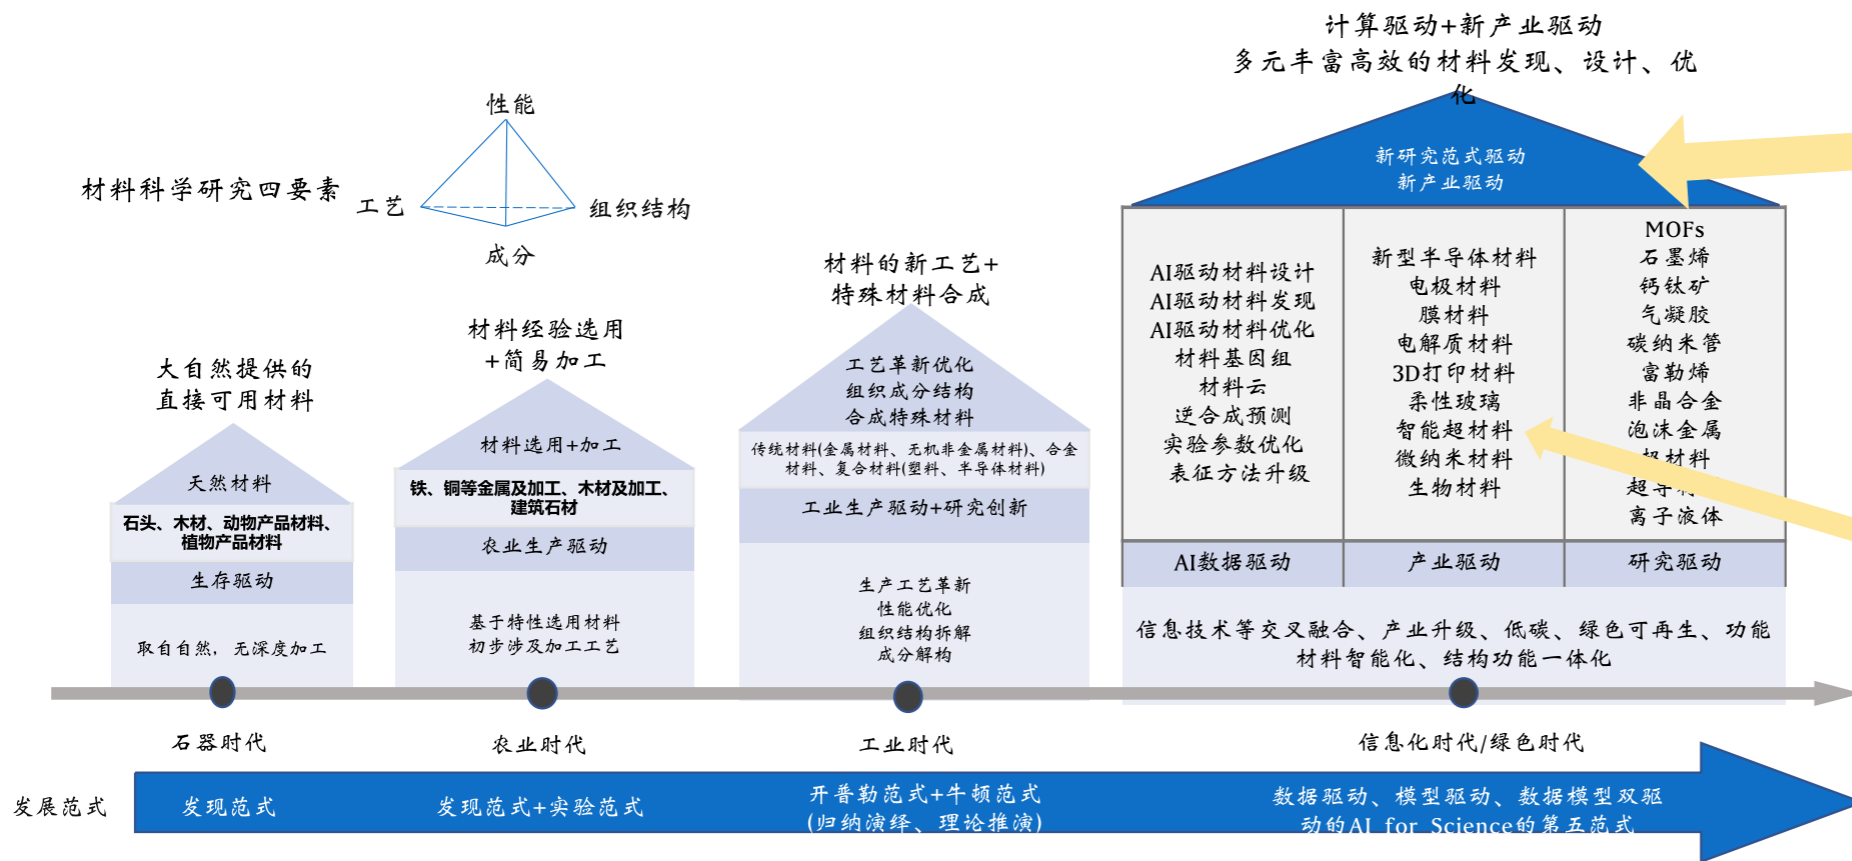 计算驱动+新产业驱动
多元丰富高效的材料发现、设计、优
化
性能
材料科学研究四要素
工艺
组织结构
成分
新研究范式驱动
新产业驱动
大自然提供的
直接可用材料
天然材料
石头、木材、动物产品材料、
植物产品材料
生存驱动
取自自然，无深度加工
材料经验选用
+简易加工
材料选用+加工
铁、铜等金属及加工、木材及加工、
建筑石材
农业生产驱动
基于特性选用材料
初步涉及加工工艺
材料的新工艺+
特殊材料合成
工艺革新优化
组织成分结构
合成特殊材料
传统材料(金属材料、无机非金属材料)、合金
材料、复合材料(塑料、半导体材料)
工业生产驱动+研究创新
生产工艺革新
性能优化
组织结构拆解
成分解构
AI驱动材料设计
AI驱动材料发现
AI驱动材料优化
材料基因组
材料云
逆合成预测
实验参数优化
表征方法升级
AI数据驱动
新型半导体材料
电极材料
膜材料
电解质材料
3D打印材料
柔性玻璃
智能超材料
微纳米材料
生物材料
产业驱动
MOFs
石墨烯
钙钛矿
气凝胶
碳纳米管
富勒烯
非晶合金
泡沫金属
材料
超导
离子液体
研究驱动
信息技术等交叉融合、产业升级、低碳、绿色可再生、功能
材料智能化、结构功能一体化
石器时代
农业时代
工业时代
信息化时代/绿色时代
发展范式
发现范式
发现范式+实验范式
开普勒范式+牛顿范式
(归纳演绎、理论推演)
数据驱动、模型驱动、数据模型双驱
动的AI for Science的第五范式